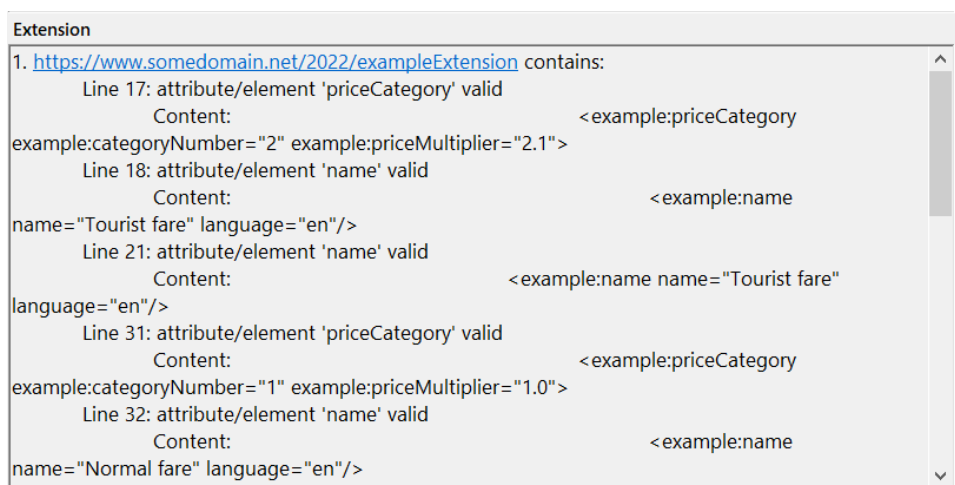 Extension
1. https://www.somedomain.net/2022/exampleExtension contains:
Line 17: attribute/element 'priceCategory' valid
Content: <example:priceCategory
example:categoryNumber="2" example:priceMultiplier="2.1">
Line 18: attribute/element 'name' valid
Content: <example:name
name="Tourist fare" language="en"/>
Line 21: attribute/element 'name' valid
Content: <example:name name="Tourist fare"
language="en"/>
Line 31: attribute/element 'priceCategory' valid
Content: <example:priceCategory
example:categoryNumber="1" example:priceMultiplier="1.0">
Line 32: attribute/element 'name' valid
Content: <example:name
name="Normal fare" language="en"/>